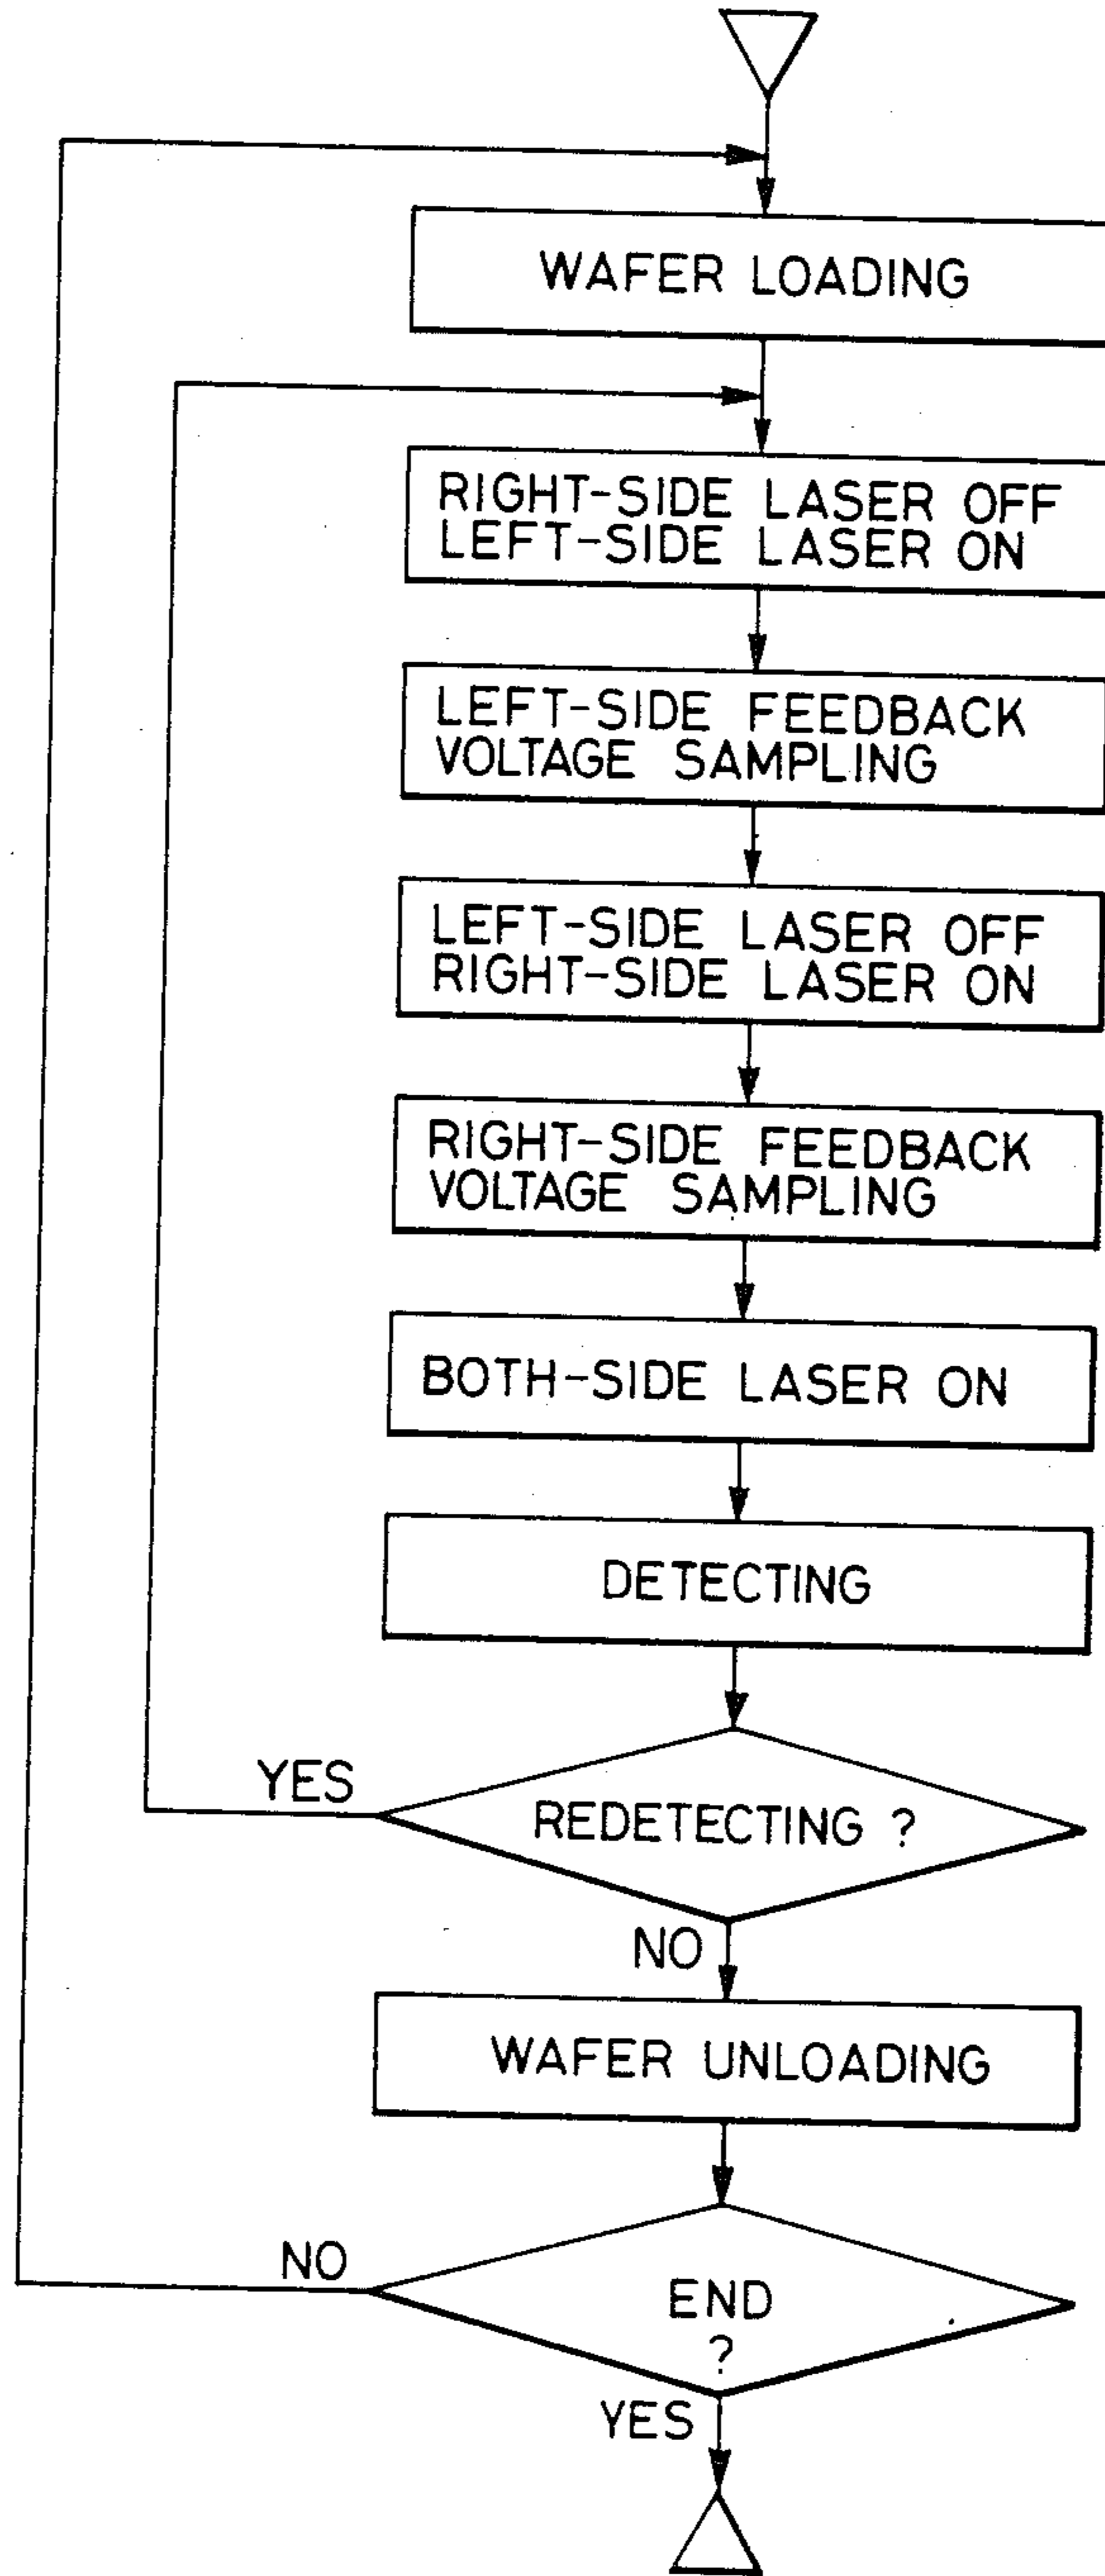 WAFER LOADING
RIGHT-SIDE LASER OFF
LEFT-SIDE LASER ON
LEFT-SIDE FEEDBACK
VOLTAGE SAMPLING
LEFT-SIDE LASER OFF
RIGHT-SIDE LASER ON
RIGHT-SIDE FEEDBACK
VOLTAGE SAMPLING
BOTH-SIDE LASER ON
DETECTING
YES
REDETECTING ?
NO
WAFER UNLOADING
NO
END
?
YES